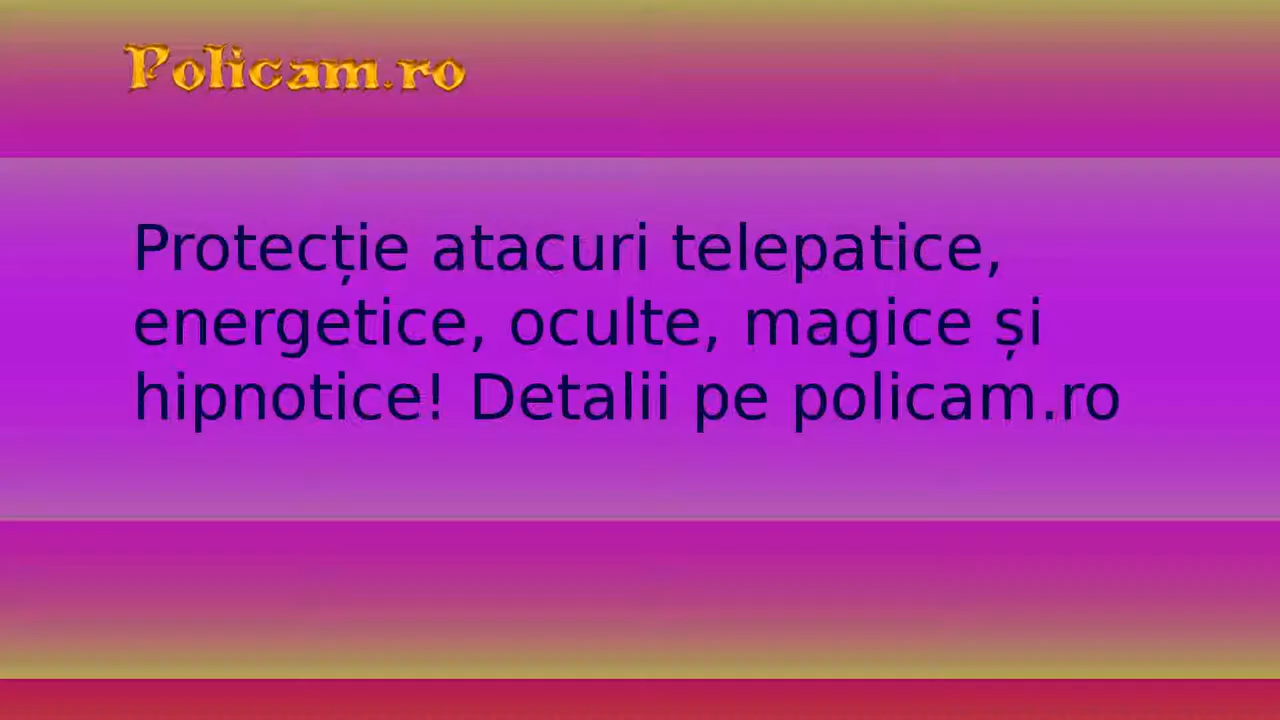 Policam.ro
Protecție atacuri telepatice,
energetice, oculte, magice și
hipnotice! Detalii pe policam.ro